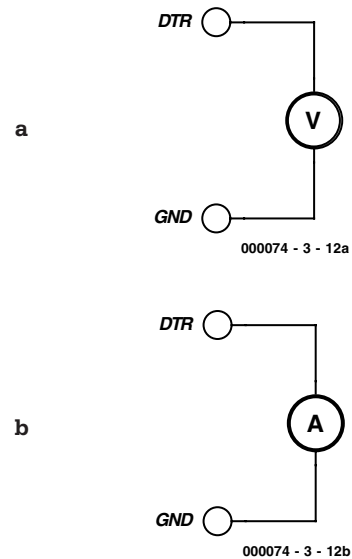 DTR
V
a
GND
000074 - 3 - 12a
DTR
A
b
GND
000074 - 3 - 12b